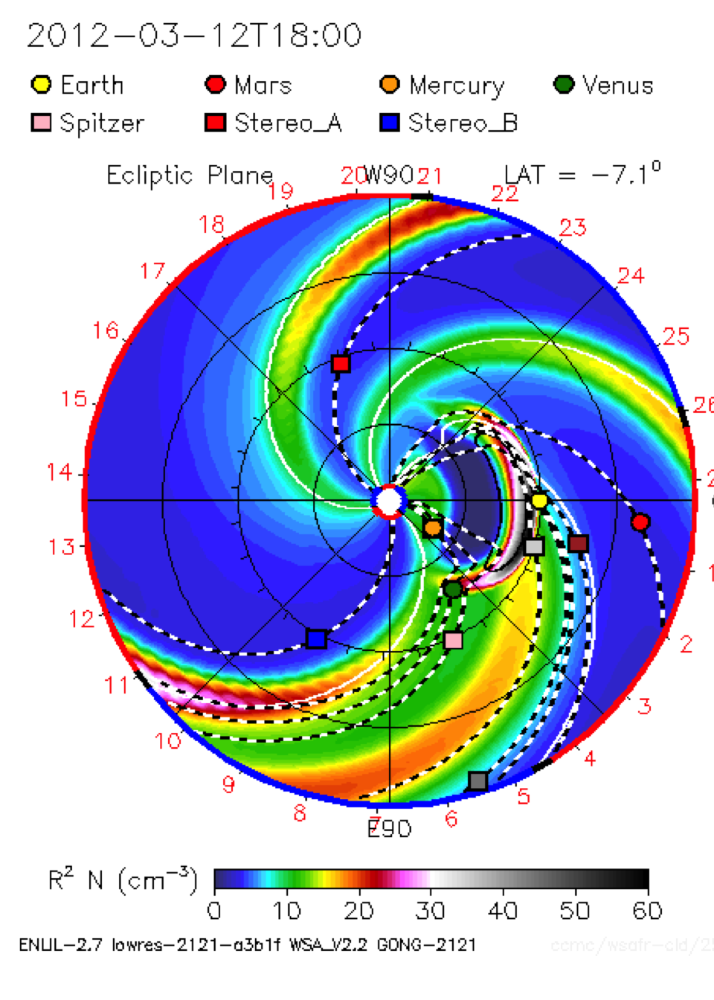 2012-03-12T18:00
Earth Mars Mercury Venus
Spitzer Stereo_A Stereo_B
Ecliptic Plane W90 LAT = -7.1⁰
19 20 21 22
18 23
17 24
16 25
15 26
14
13 1
12 2
11 3
10 4
9 5
8 7 6
E90
R² N (cm⁻³)
0 10 20 30 40 50 60
ENLIL-2.7 lowres-2121-a3b1f WSA_V2.2 GONG-2121